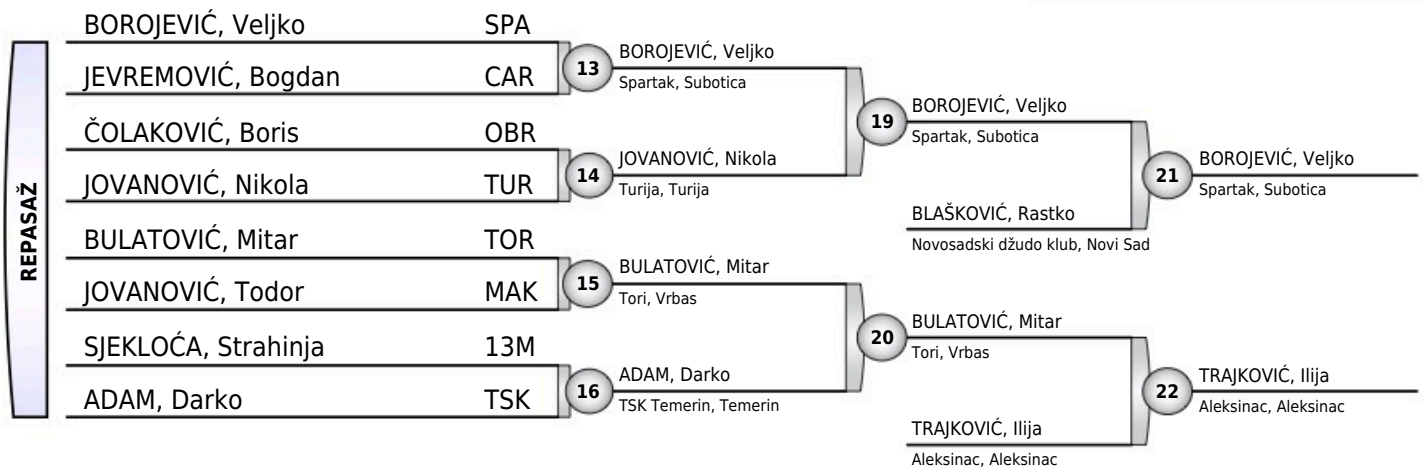 REPASAŽ
BOROJEVIĆ, Veljko SPA
JEVREMOVIĆ, Bogdan CAR
ČOLAKOVIĆ, Boris OBR
JOVANOVIĆ, Nikola TUR
BULATOVIĆ, Mitar TOR
JOVANOVIĆ, Todor MAK
SJEKLOĆA, Strahinja 13M
ADAM, Darko TSK
13
BOROJEVIĆ, Veljko
Spartak, Subotica
14
JOVANOVIĆ, Nikola
Turija, Turija
15
BULATOVIĆ, Mitar
Tori, Vrbas
16
ADAM, Darko
TSK Temerin, Temerin
19
BOROJEVIĆ, Veljko
Spartak, Subotica
BLAŠKOVIĆ, Rastko
Novosadski džudo klub, Novi Sad
20
BULATOVIĆ, Mitar
Tori, Vrbas
TRAJKOVIĆ, Ilija
Aleksinac, Aleksinac
21
BOROJEVIĆ, Veljko
Spartak, Subotica
22
TRAJKOVIĆ, Ilija
Aleksinac, Aleksinac